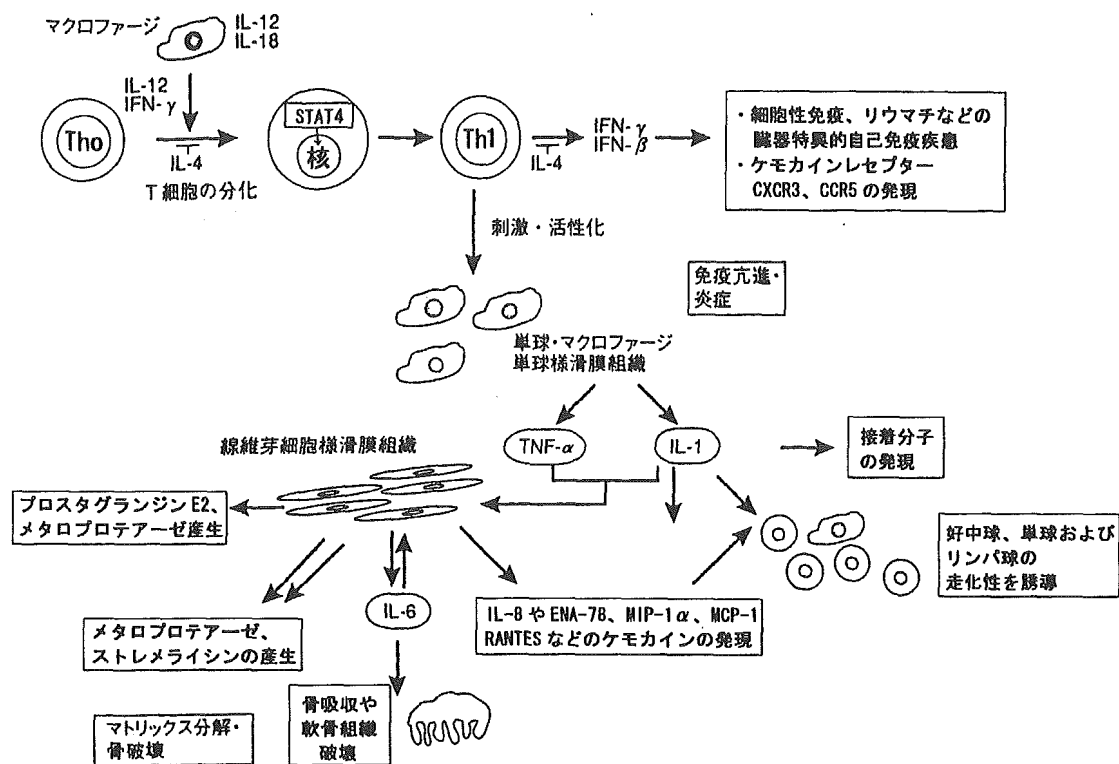 マクロファージ
IL-12
IL-18
IL-12
IFN-γ
Tho
IL-4
T細胞の分化
STAT4
核
Th1
IL-4
IFN-γ
IFN-β
・細胞性免疫、リウマチなどの
臓器特異的自己免疫疾患
・ケモカインレセプター
CXCR3、CCR5の発現
刺激・活性化
免疫亢進・
炎症
単球・マクロファージ
単球様滑膜組織
TNF-α
IL-1
接着分子
の発現
線維芽細胞様滑膜組織
プロスタグランジンE2、
メタロプロテアーゼ産生
好中球、単球および
リンパ球の
走化性を誘導
IL-6
IL-8やENA-78、MIP-1α、MCP-1
RANTESなどのケモカインの発現
メタロプロテアーゼ、
ストレメライシンの産生
マトリックス分解・
骨破壊
骨吸収や
軟骨組織
破壊